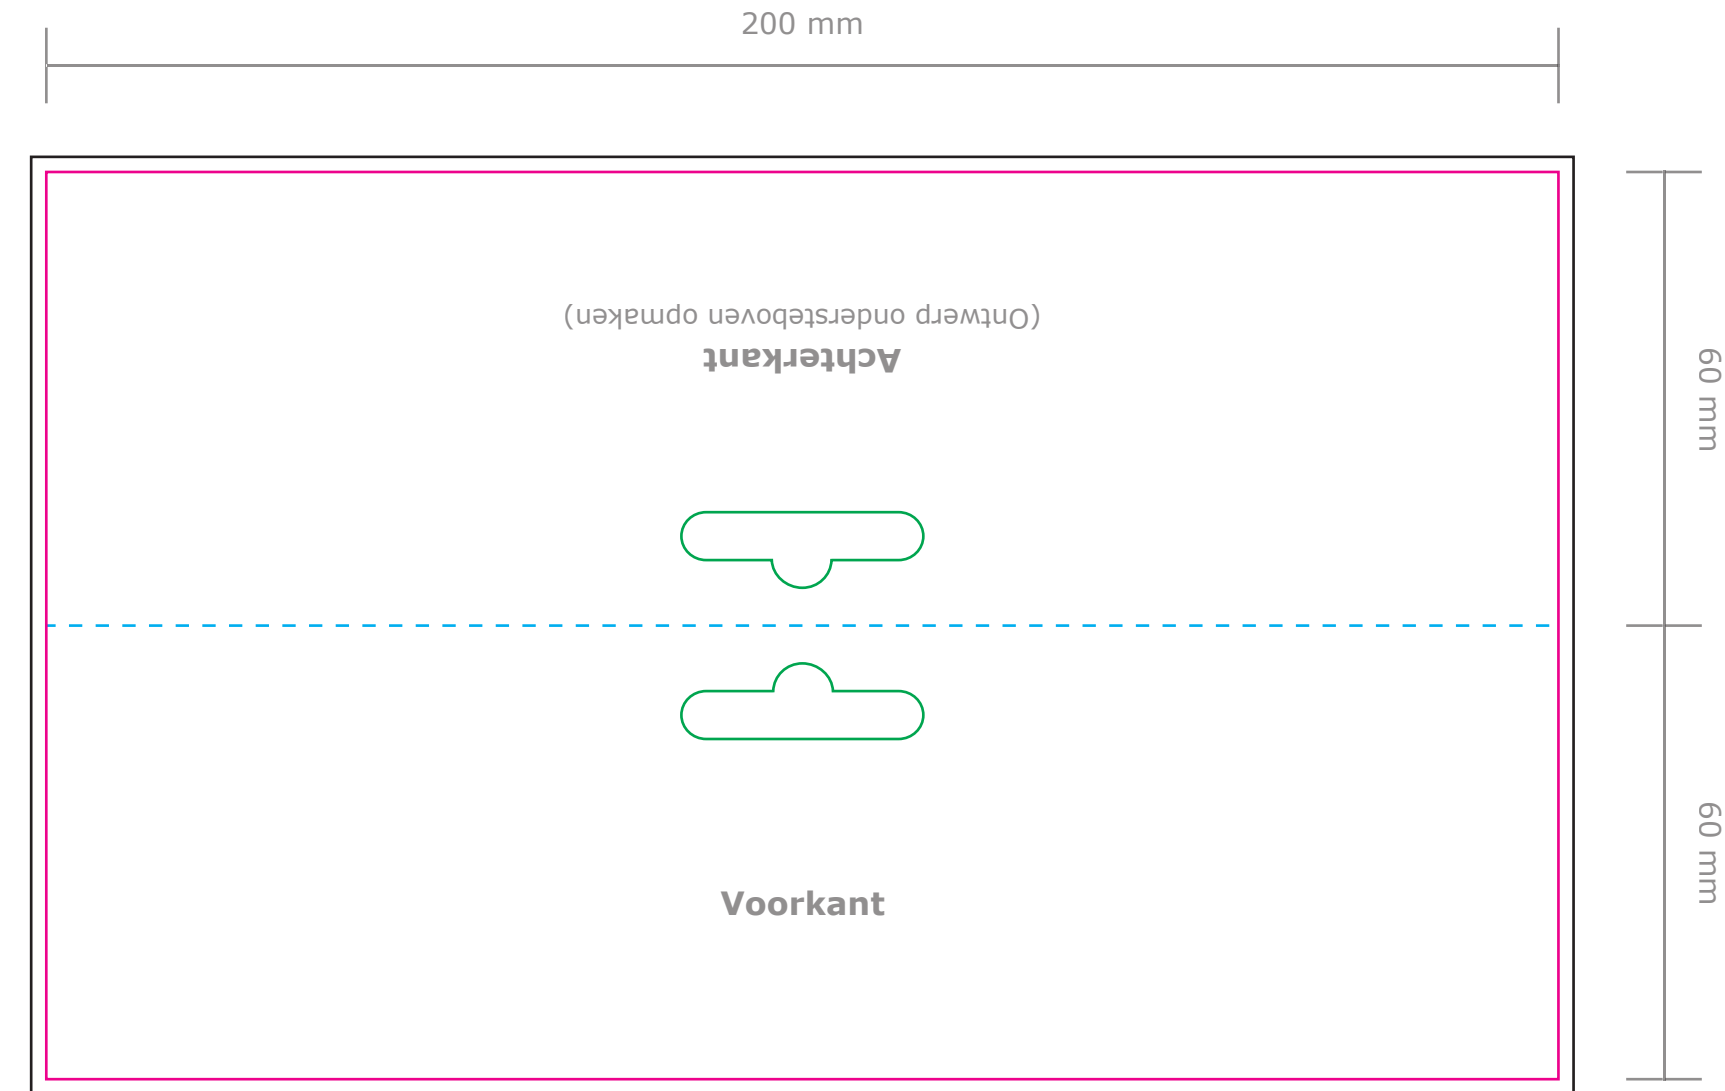 200 mm
Achterkant
(Ontwerp ondersteboven opmaken)
60 mm
Voorkant
60 mm